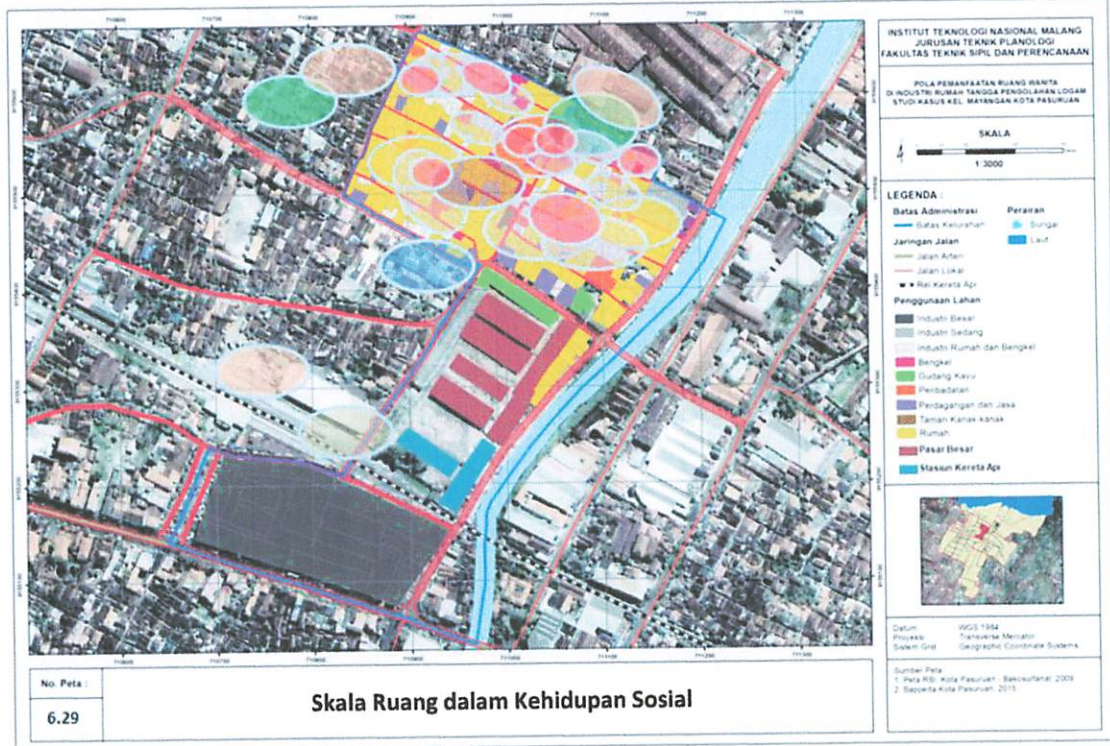 INSTITUT TEKNOLOGI NASIONAL MALANG
JURUSAN TEKNIK PLANOLOGI
FAKULTAS TEKNIK SIPIL DAN PERENCANAAN
POLA PEMANFAATAN RUANG WANITA
DI INDUSTRI RUMAH TANGGA PENGOLAHAN LOGAM
STUDI KASUS KEL. MAYANGAN KOTA PASURUAN
SKALA
1:3000
LEGENDA :
Batas Administrasi
Batas Kelurahan
Jaringan Jalan
Jalan Arteri
Jalan Lokal
Rel Kereta Api
Perairan
Sungai
Laut
Penggunaan Lahan
Industri Besar
Industri Sedang
Industri Rumah dan Bengkel
Bengkel
Gudang Kayu
Peribadatan
Perdagangan dan Jasa
Taman Kanak-kanak
Rumah
Pasar Besar
Stasiun Kereta Api
Datum WGS 1984
Proyeksi Transverse Mercator
Sistem Grid Geographic Coordinate Systems
Sumber Peta
1. Peta RBI Kota Pasuruan - Bakosurtanal, 2009
2. Bappeda Kota Pasuruan, 2011
No. Peta :
6.29
Skala Ruang dalam Kehidupan Sosial